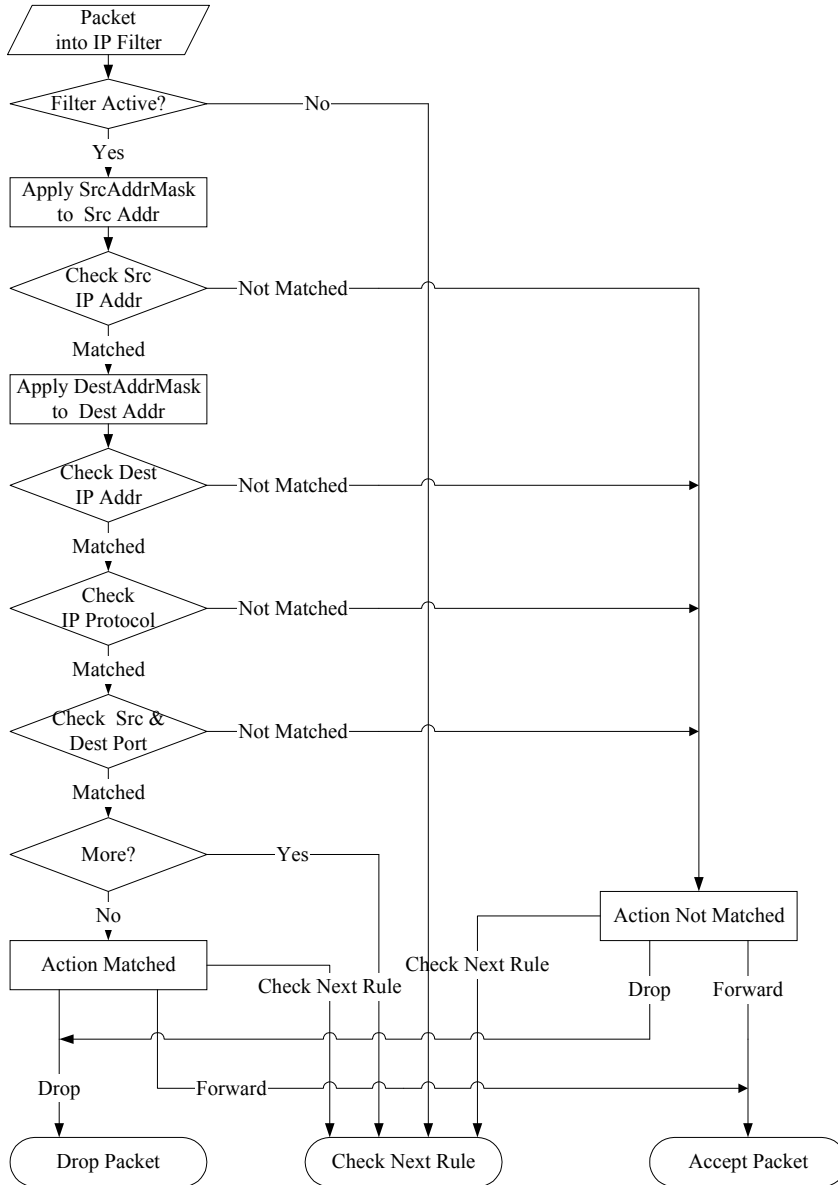 Packet
into IP Filter
Filter Active?
No
Yes
Apply SrcAddrMask
to Src Addr
Check Src
IP Addr
Not Matched
Matched
Apply DestAddrMask
to Dest Addr
Check Dest
IP Addr
Not Matched
Matched
Check
IP Protocol
Not Matched
Matched
Check Src &
Dest Port
Not Matched
Matched
More?
Yes
No
Action Not Matched
Action Matched
Check Next Rule
Check Next Rule
Drop
Forward
Drop
Forward
Drop Packet
Check Next Rule
Accept Packet